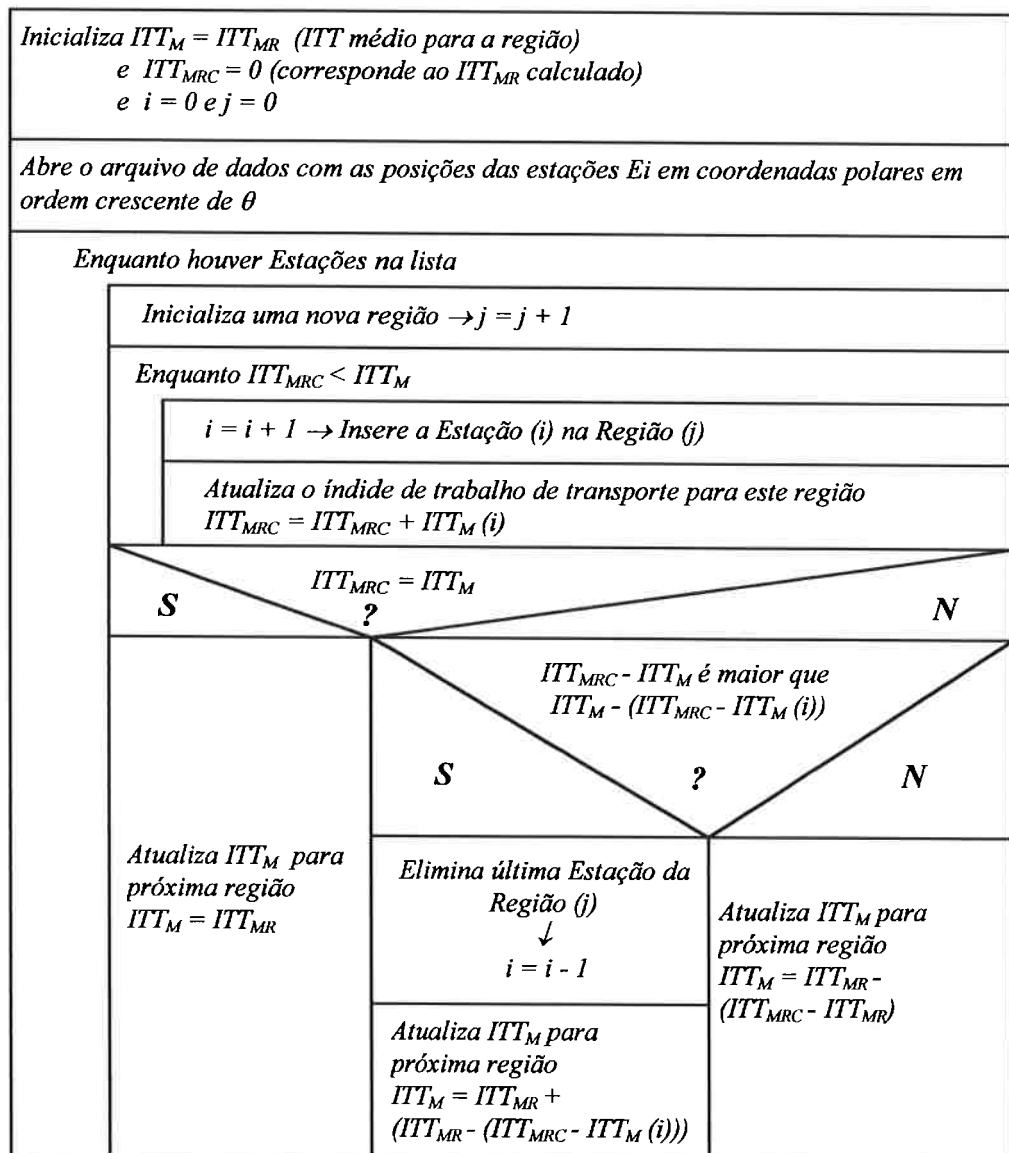 Inicializa ITT_M = ITT_MR (ITT médio para a região)
e ITT_MRC = 0 (corresponde ao ITT_MR calculado)
e i = 0 e j = 0
Abre o arquivo de dados com as posições das estações Ei em coordenadas polares em
ordem crescente de θ
Enquanto houver Estações na lista
Inicializa uma nova região → j = j + 1
Enquanto ITT_MRC < ITT_M
i = i + 1 → Insere a Estação (i) na Região (j)
Atualiza o índide de trabalho de transporte para este região
ITT_MRC = ITT_MRC + ITT_M (i)
ITT_MRC = ITT_M
S ? N
ITT_MRC - ITT_M é maior que
ITT_M - (ITT_MRC - ITT_M (i))
S ? N
Atualiza ITT_M para
próxima região
ITT_M = ITT_MR
Elimina última Estação da
Região (j)
↓
i = i - 1
Atualiza ITT_M para
próxima região
ITT_M = ITT_MR +
(ITT_MR - (ITT_MRC - ITT_M (i)))
Atualiza ITT_M para
próxima região
ITT_M = ITT_MR -
(ITT_MRC - ITT_MR)